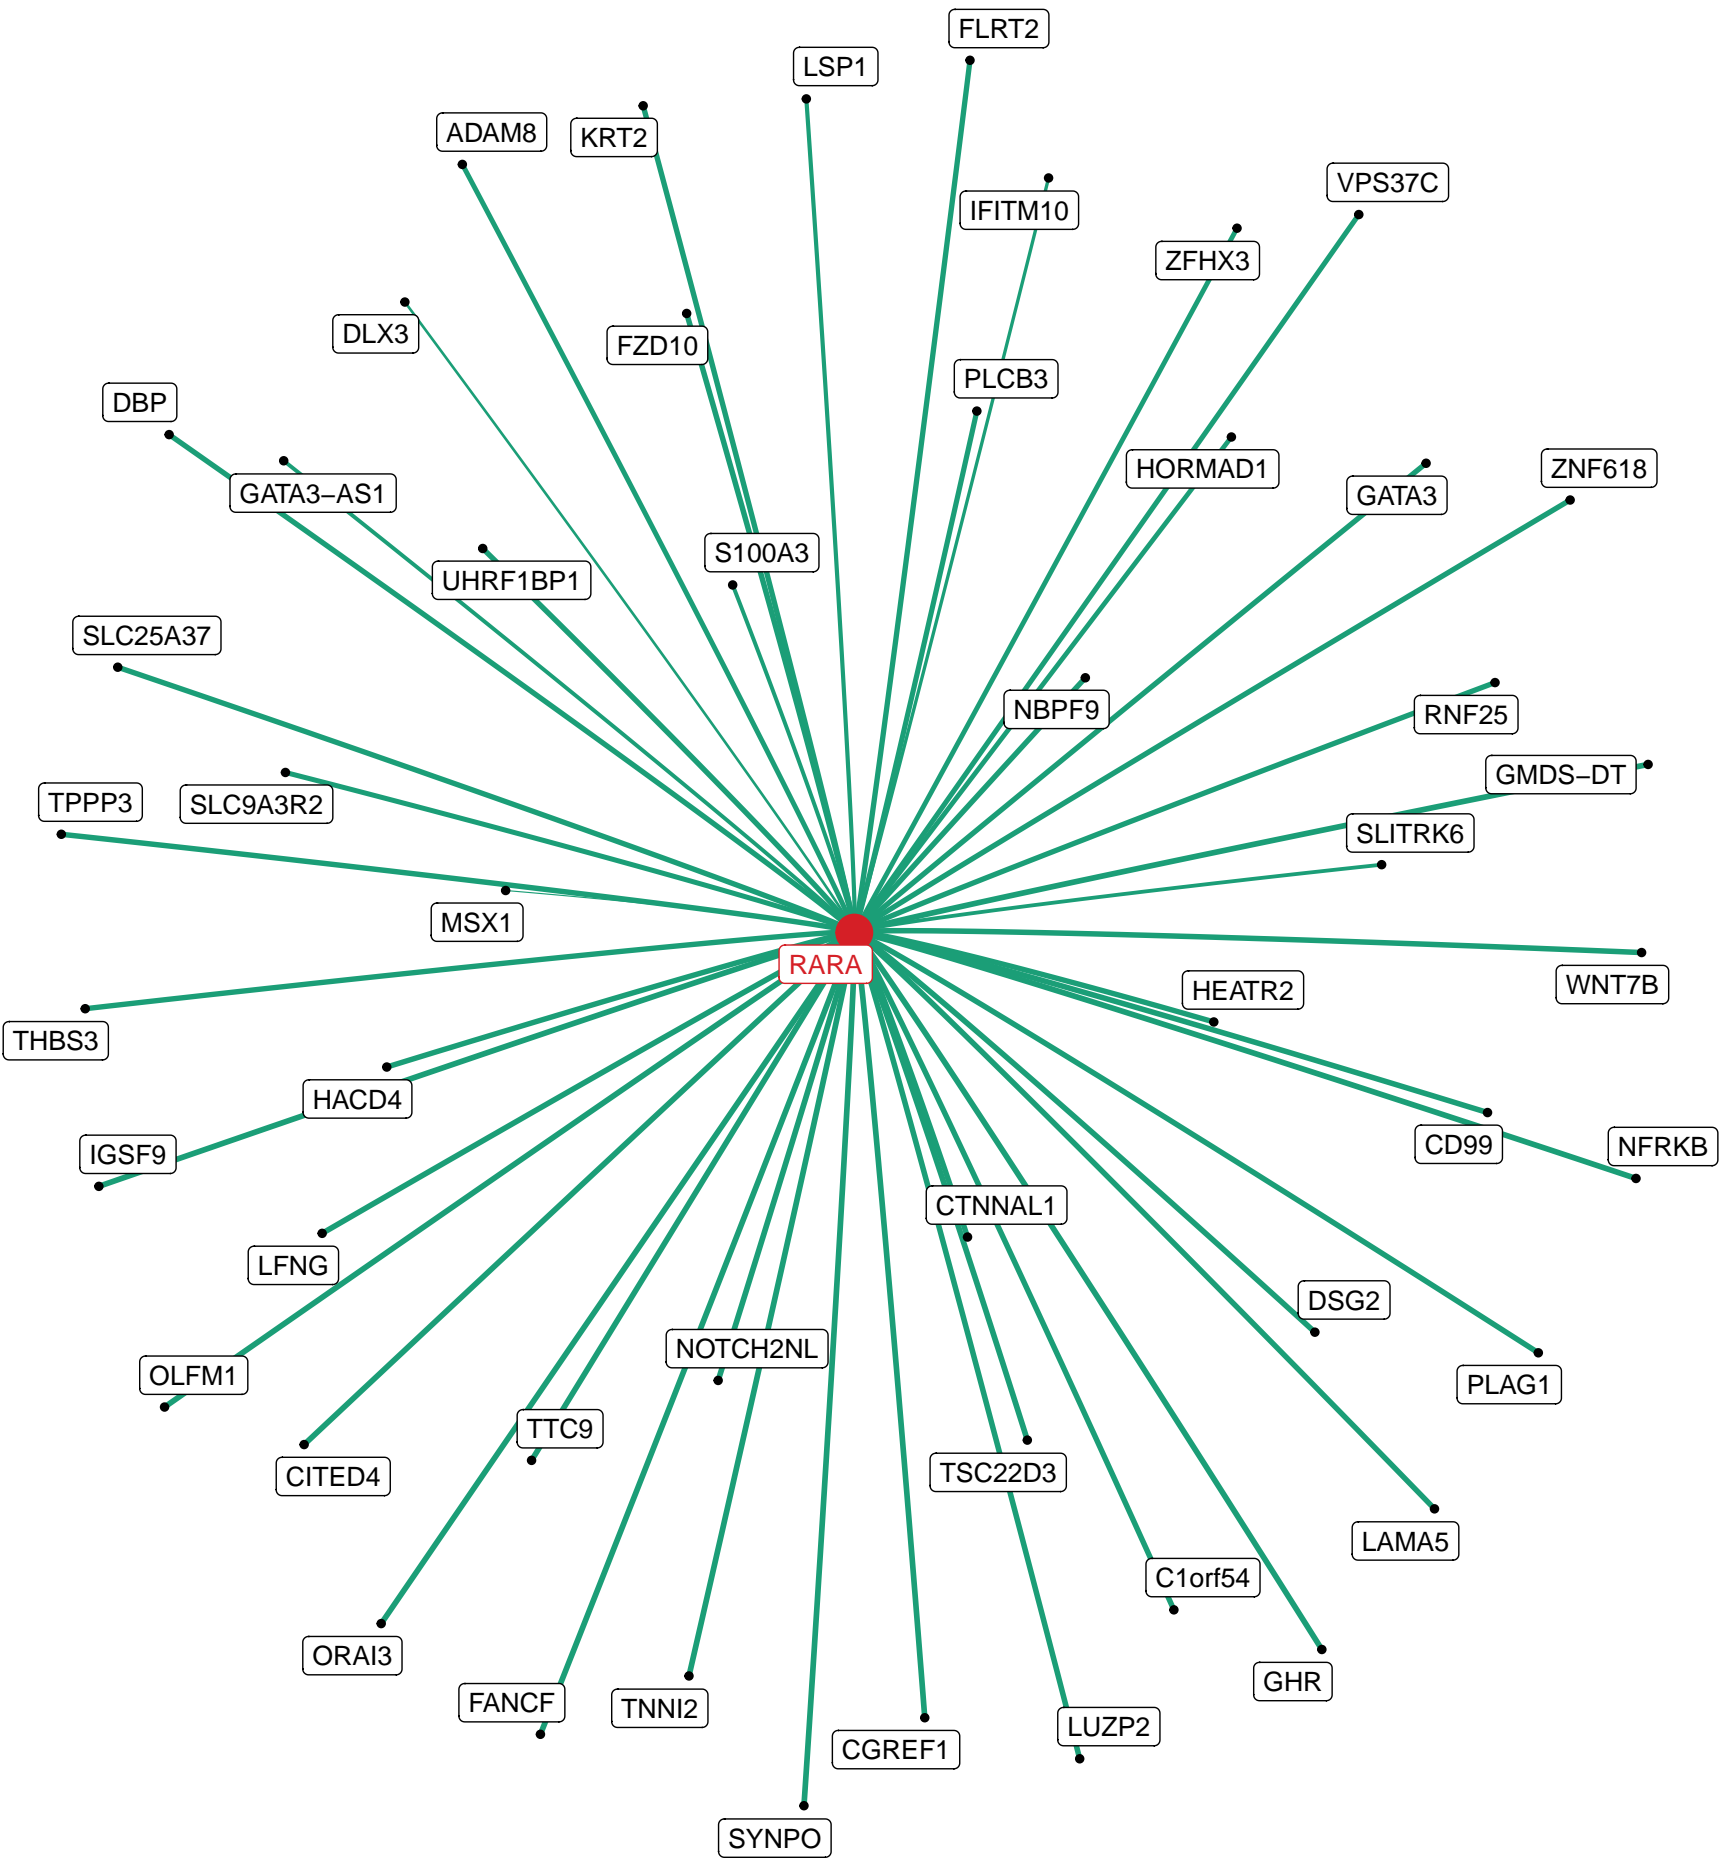 FLRT2
LSP1
ADAM8
KRT2
VPS37C
IFITM10
ZFHX3
DLX3
FZD10
PLCB3
DBP
HORMAD1
ZNF618
GATA3–AS1
GATA3
S100A3
UHRF1BP1
SLC25A37
NBPF9
RNF25
GMDS–DT
TPPP3
SLC9A3R2
SLITRK6
MSX1
RARA
WNT7B
HEATR2
THBS3
HACD4
CD99
NFRKB
IGSF9
CTNNAL1
LFNG
DSG2
NOTCH2NL
OLFM1
PLAG1
TTC9
TSC22D3
CITED4
LAMA5
C1orf54
ORAI3
GHR
FANCF
TNNI2
LUZP2
CGREF1
SYNPO